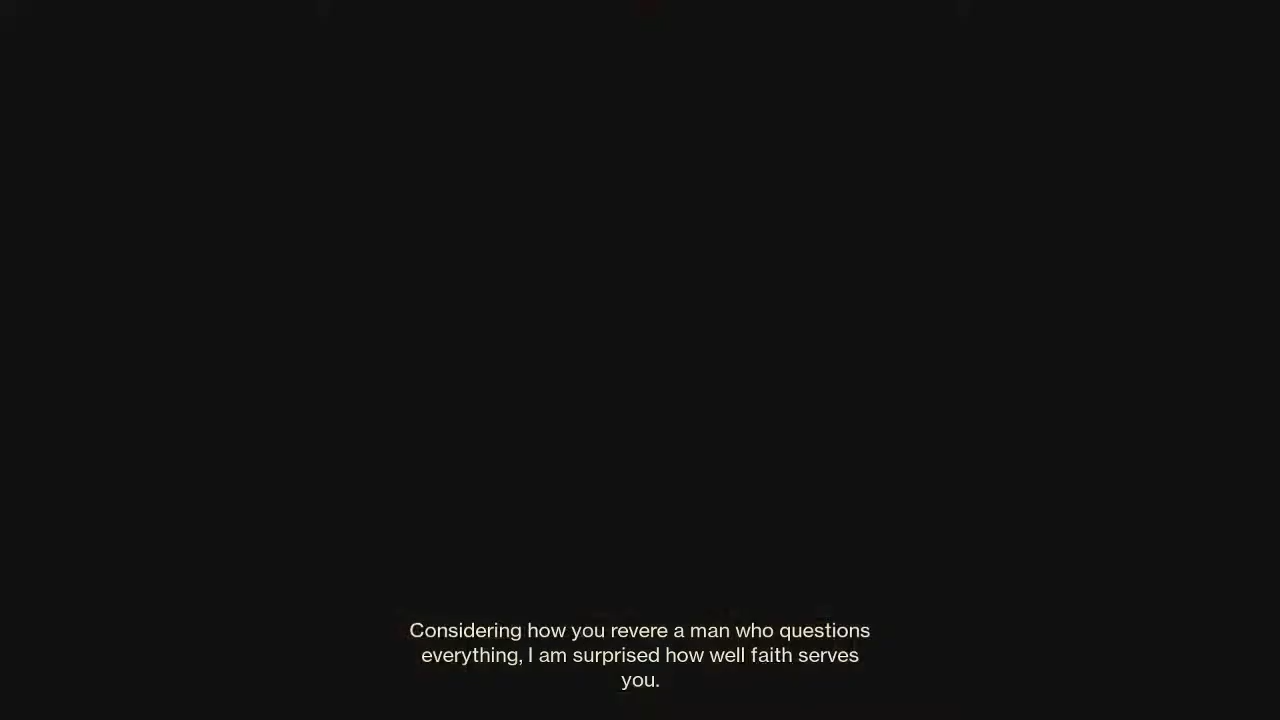 Considering how you revere a man who questions
everything, I am surprised how well faith serves
you.